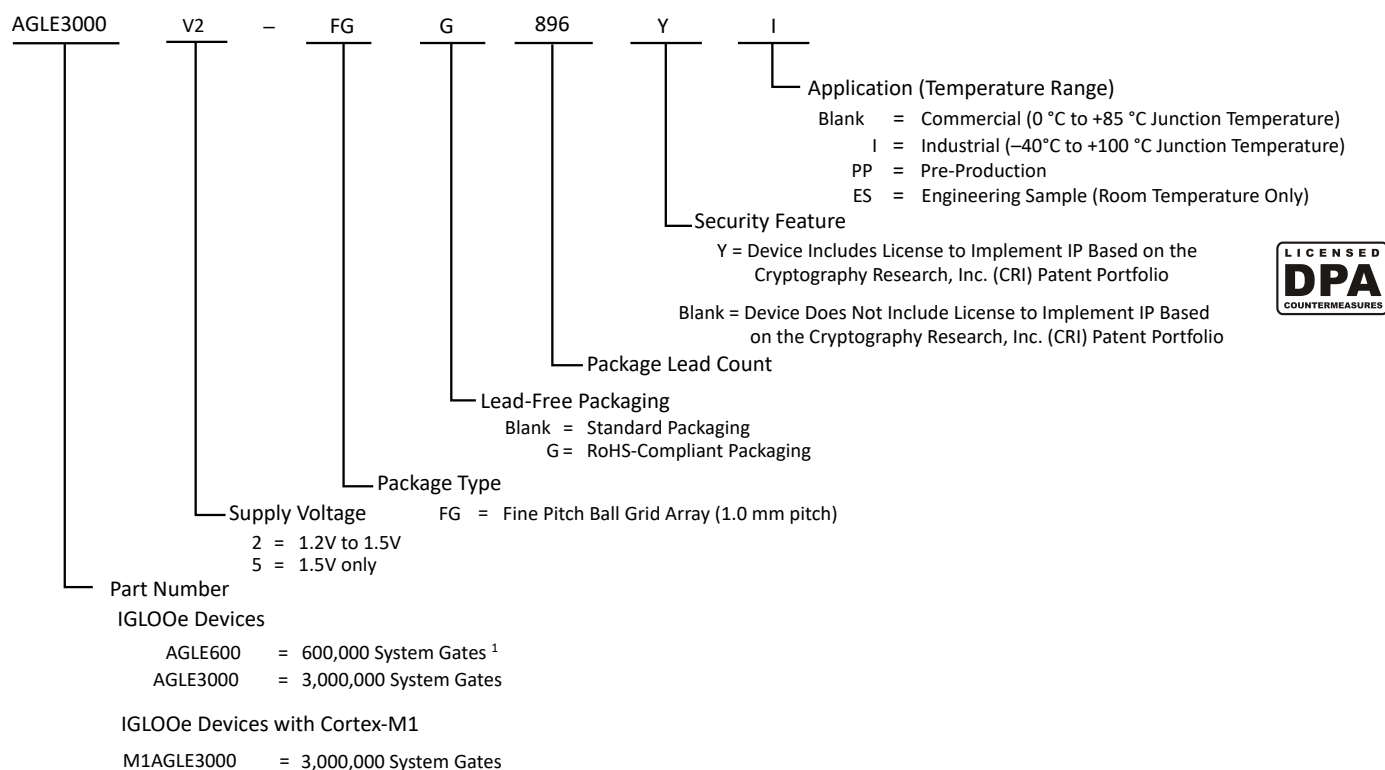 AGLE3000 V2 – FG G 896 Y I
Application (Temperature Range)
Blank = Commercial (0 °C to +85 °C Junction Temperature)
I = Industrial (–40°C to +100 °C Junction Temperature)
PP = Pre-Production
ES = Engineering Sample (Room Temperature Only)
Security Feature
Y = Device Includes License to Implement IP Based on the
Cryptography Research, Inc. (CRI) Patent Portfolio
Blank = Device Does Not Include License to Implement IP Based
on the Cryptography Research, Inc. (CRI) Patent Portfolio
LICENSED
DPA
COUNTERMEASURES
Package Lead Count
Lead-Free Packaging
Blank = Standard Packaging
G = RoHS-Compliant Packaging
Package Type
FG = Fine Pitch Ball Grid Array (1.0 mm pitch)
Supply Voltage
2 = 1.2V to 1.5V
5 = 1.5V only
Part Number
IGLOOe Devices
AGLE600 = 600,000 System Gates ¹
AGLE3000 = 3,000,000 System Gates
IGLOOe Devices with Cortex-M1
M1AGLE3000 = 3,000,000 System Gates